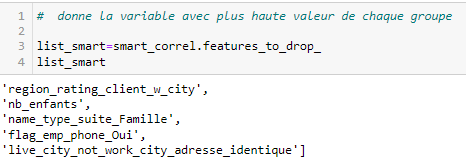 1 #  donne la variable avec plus haute valeur de chaque groupe
2
3 list_smart=smart_correl.features_to_drop_
4 list_smart
'region_rating_client_w_city',
'nb_enfants',
'name_type_suite_Famille',
'flag_emp_phone_Oui',
'live_city_not_work_city_adresse_identique']